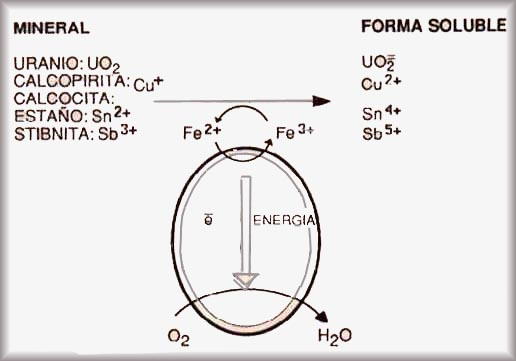 MINERAL FORMA SOLUBLE
URANIO: UO2 UO2̄
CALCOPIRITA: Cu+ Cu2+
CALCOCITA:
ESTAÑO: Sn2+ Sn4+
STIBNITA: Sb3+ Sb5+
Fe2+ Fe3+
ē ENERGIA
O2 H2O